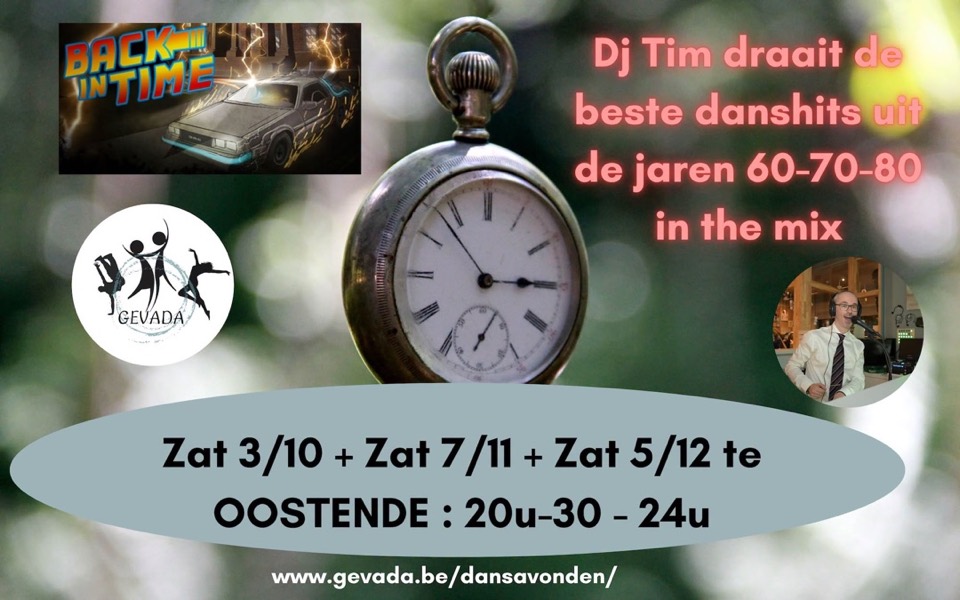 BACK
IN TIME
Dj Tim draait de
beste danshits uit
de jaren 60-70-80
in the mix
GEVADA
Zat 3/10 + Zat 7/11 + Zat 5/12 te
OOSTENDE : 20u-30 - 24u
www.gevada.be/dansavonden/